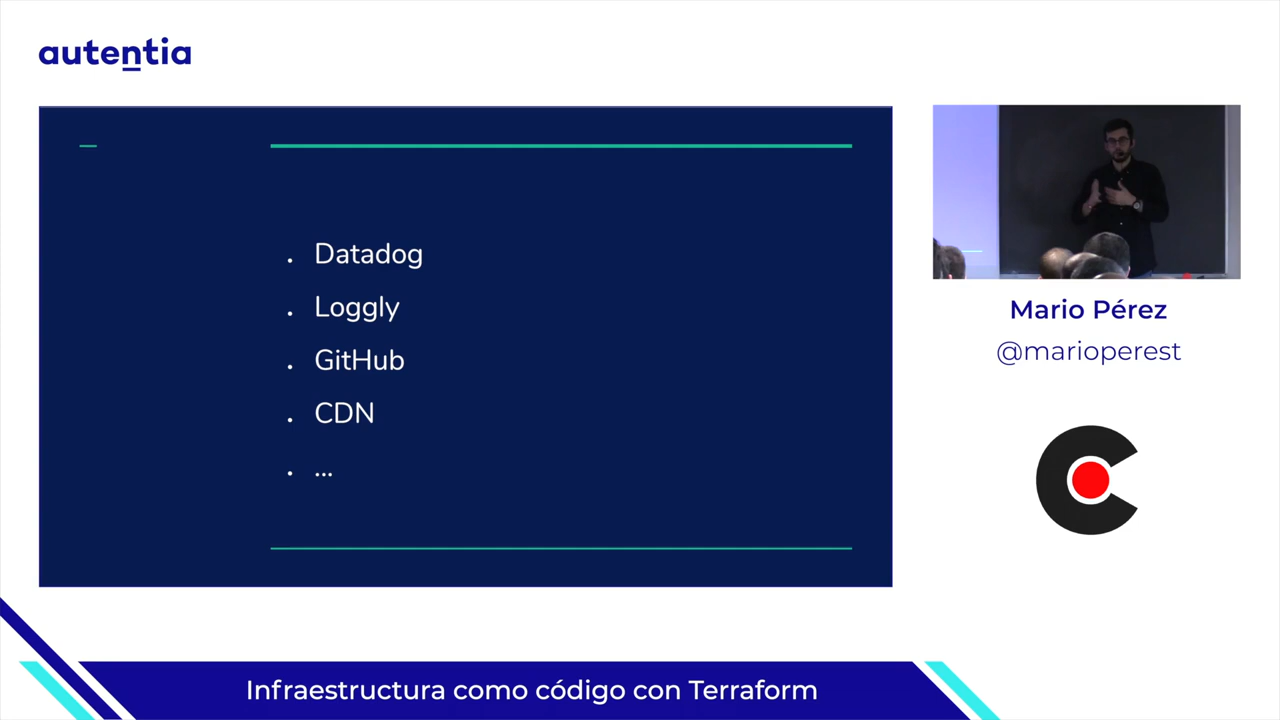 autentia
Datadog
Loggly
GitHub
CDN
...
Mario Pérez
@marioperest
Infraestructura como código con Terraform